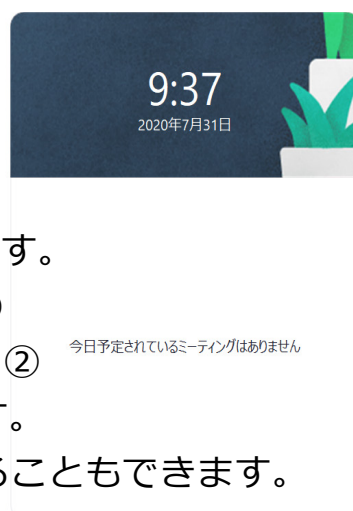 9:37
2020年7月31日
す。
今日予定されているミーティングはありません
②
。
ることもできます。